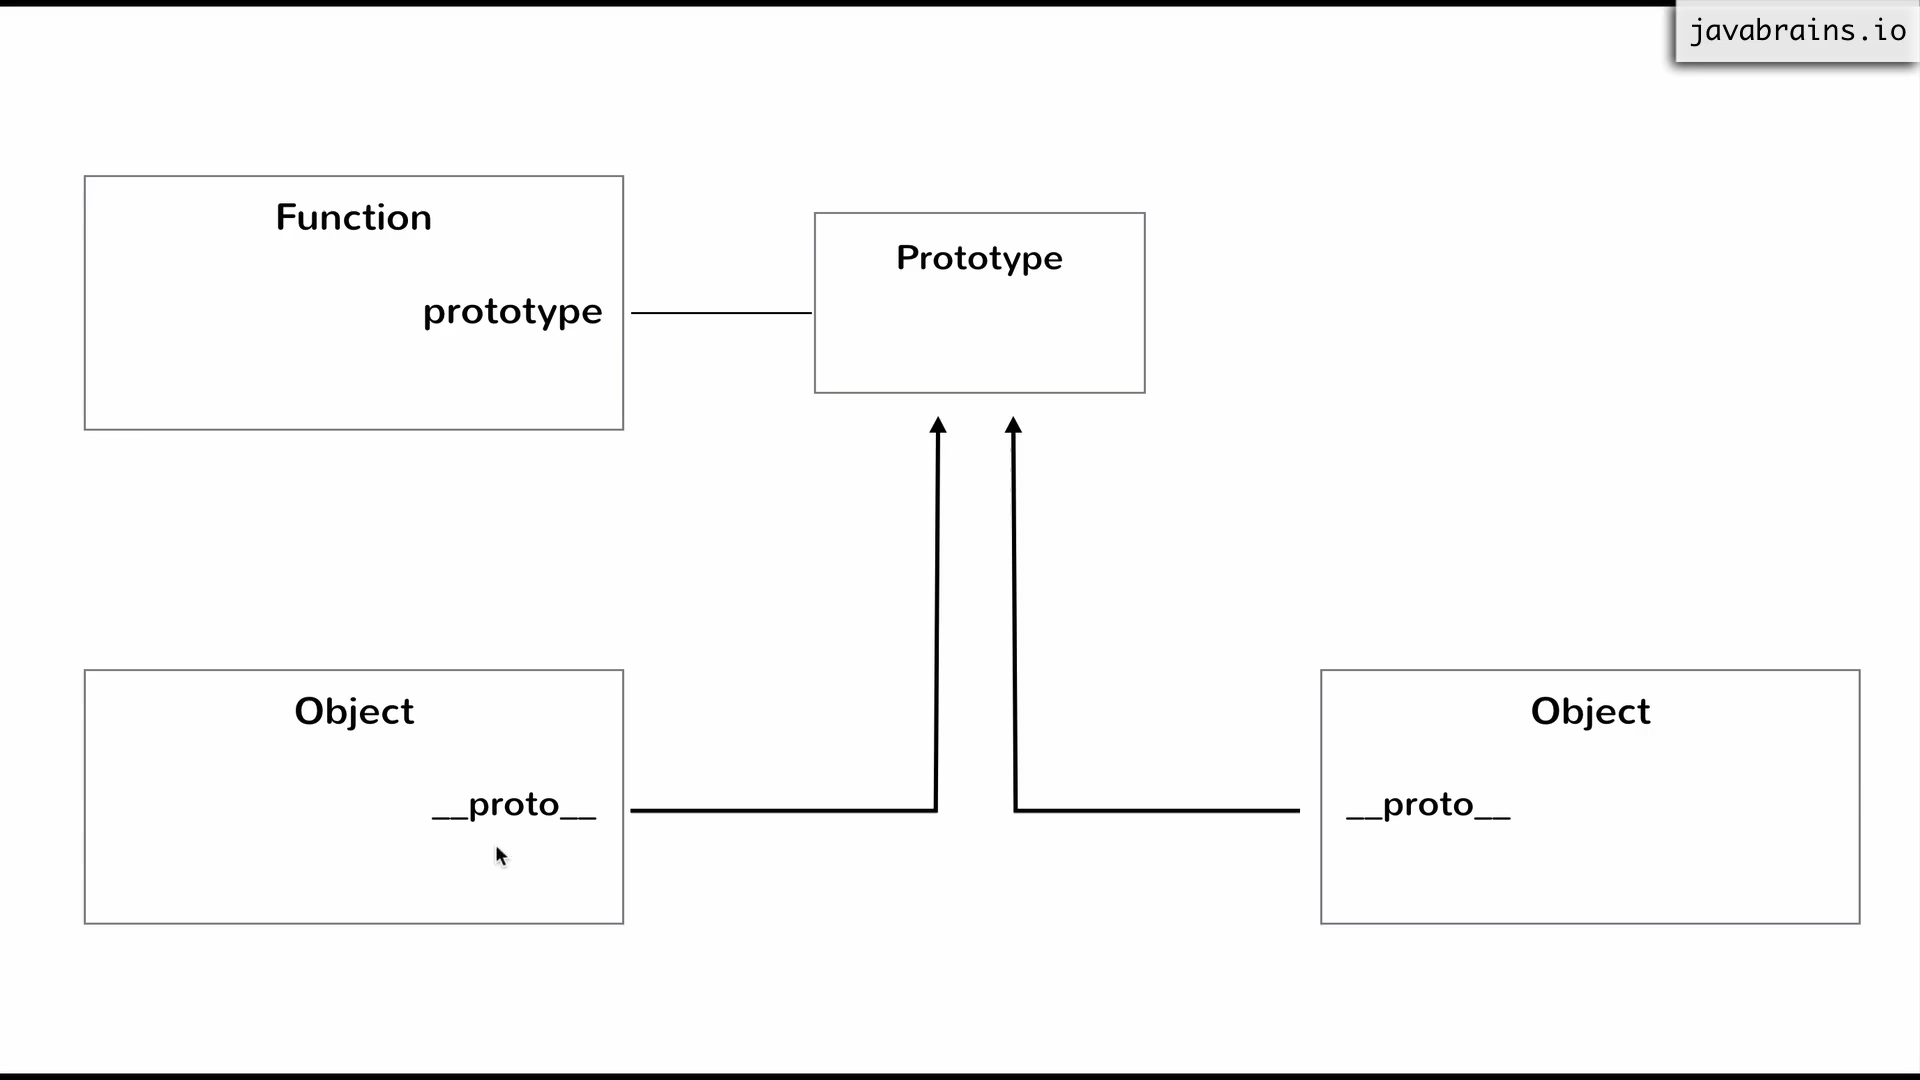 javabrains.io
Function
prototype
Prototype
Object
__proto__
Object
__proto__